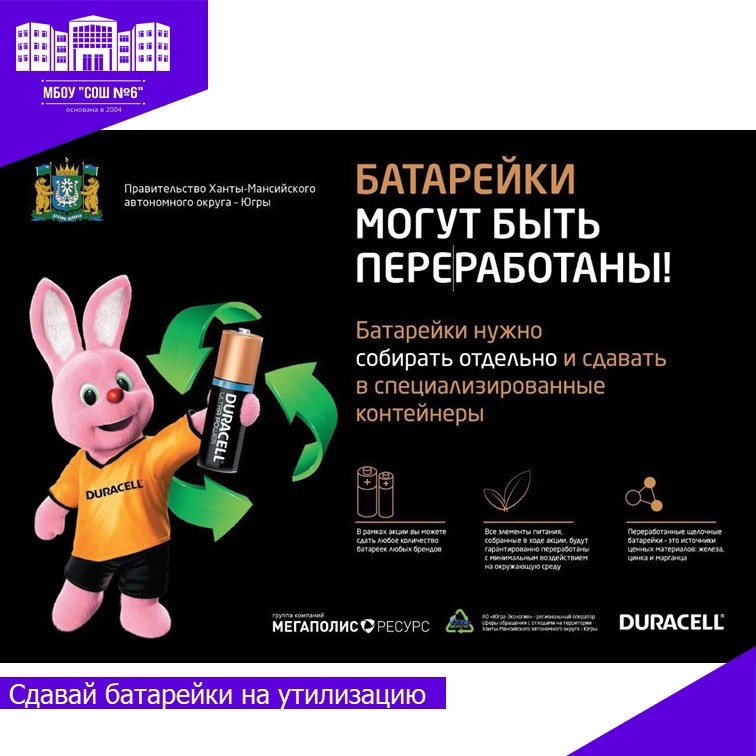 МБОУ "СОШ №6"
основана в 2004
Правительство Ханты-Мансийского
автономного округа – Югры
БАТАРЕЙКИ
МОГУТ БЫТЬ
ПЕРЕРАБОТАНЫ!
Батарейки нужно
собирать отдельно и сдавать
в специализированные
контейнеры
DURACELL
ULTRA POWER
DURACELL
В рамках акции вы можете
сдать любое количество
батареек любых брендов
Все элементы питания,
собранные в ходе акции, будут
гарантированно переработаны
с минимальным воздействием
на окружающую среду
Переработанные щелочные
батарейки - это источники
ценных материалов: железа,
цинка и марганца
группа компаний
МЕГАПОЛИС РЕСУРС
АО «Югра-Экология» - региональный оператор
сферы обращения с отходами на территории
Ханты-Мансийского автономного округа - Югры
DURACELL®
Сдавай батарейки на утилизацию